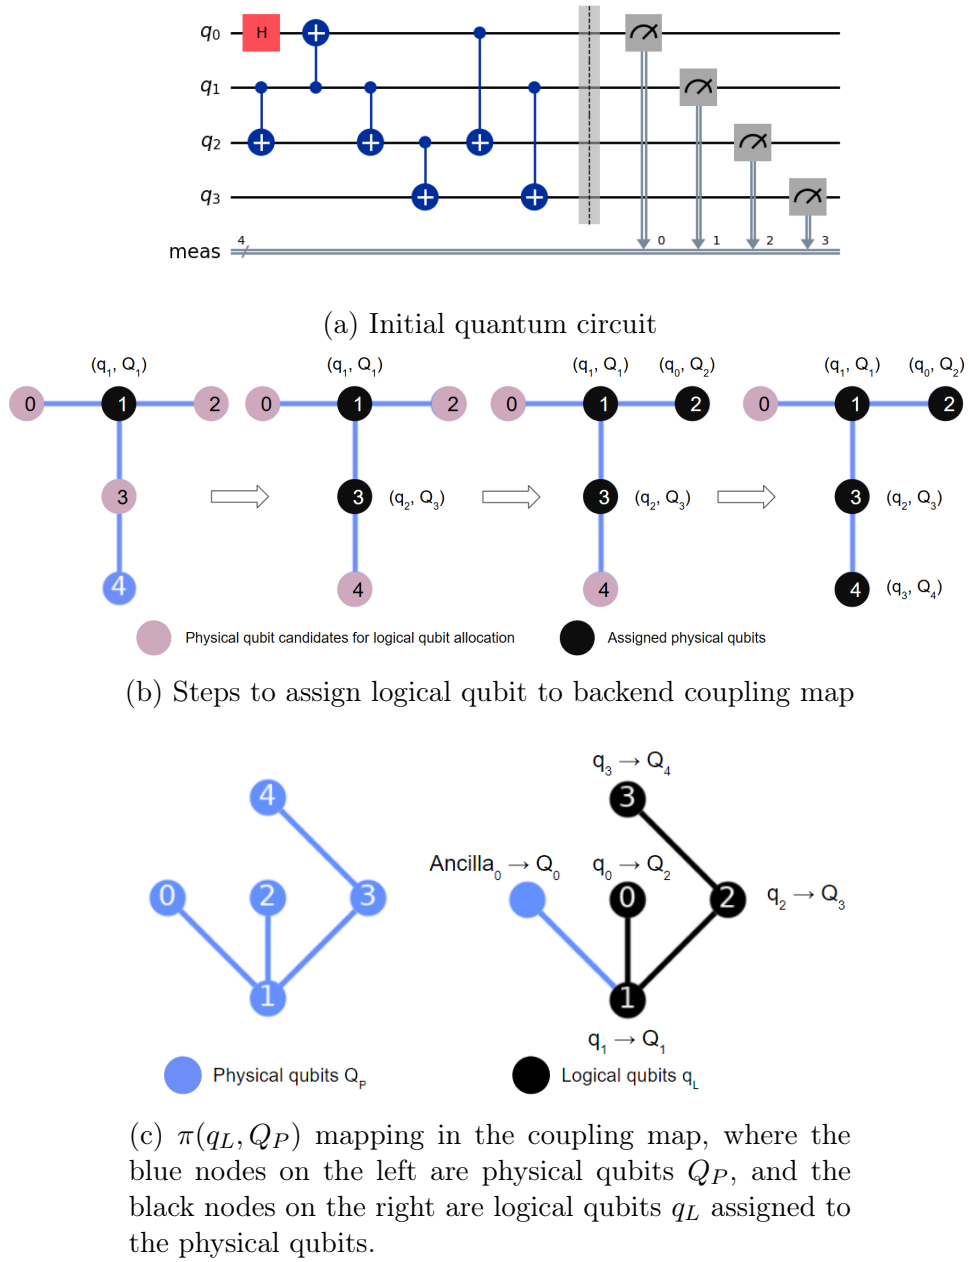 q0 H
q1
q2
q3
meas 4 0 1 2 3
(a) Initial quantum circuit
(q1, Q1) (q1, Q1) (q1, Q1) (q0, Q2) (q1, Q1) (q0, Q2)
0 1 2 0 1 2 0 1 2 0 1 2
3 3 (q2, Q3) 3 (q2, Q3) 3 (q2, Q3)
4 4 4 4 (q3, Q4)
Physical qubit candidates for logical qubit allocation Assigned physical qubits
(b) Steps to assign logical qubit to backend coupling map
q3 → Q4
4 3
Ancilla0 → Q0 q0 → Q2
0 2 3 0 2 q2 → Q3
1 1
q1 → Q1
Physical qubits QP Logical qubits qL
(c) π(qL, QP) mapping in the coupling map, where the
blue nodes on the left are physical qubits QP, and the
black nodes on the right are logical qubits qL assigned to
the physical qubits.